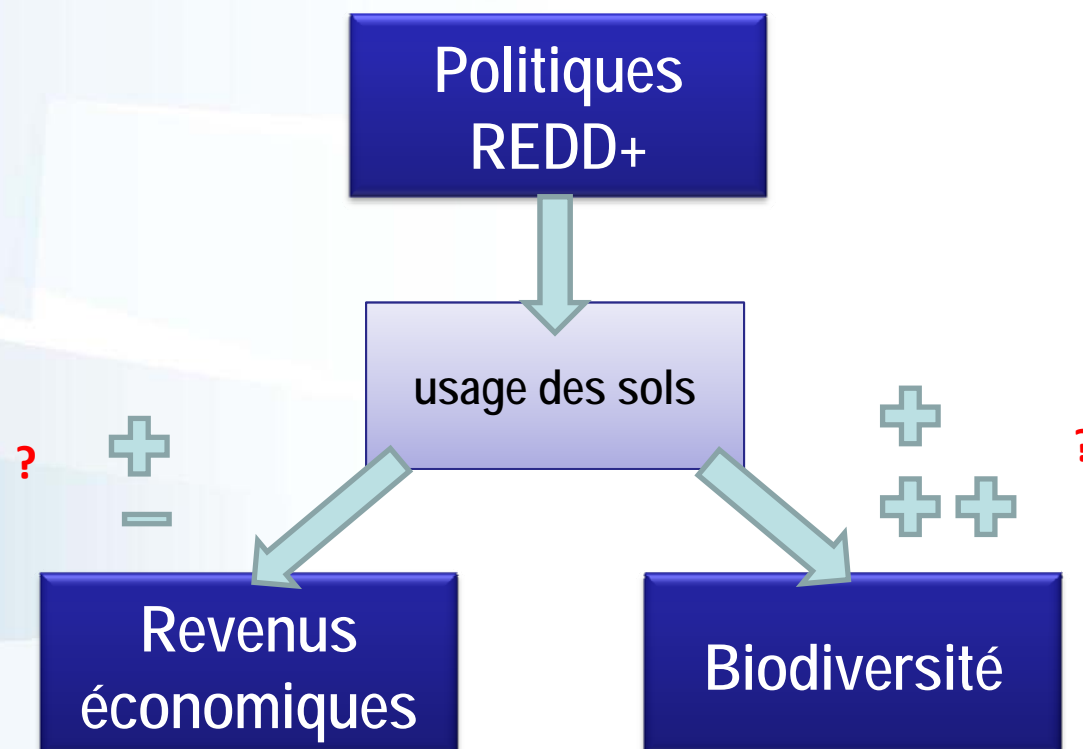 Politiques
REDD+
usage des sols
?
?
Revenus
économiques
Biodiversité